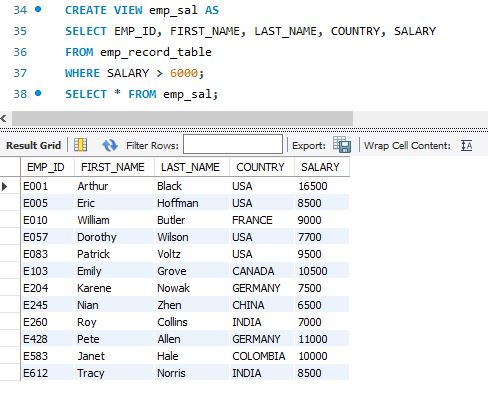 34 CREATE VIEW emp_sal AS
35 SELECT EMP_ID, FIRST_NAME, LAST_NAME, COUNTRY, SALARY
36 FROM emp_record_table
37 WHERE SALARY > 6000;
38 SELECT * FROM emp_sal;
Result Grid Filter Rows: Export: Wrap Cell Content: IA
EMP_ID FIRST_NAME LAST_NAME COUNTRY SALARY
E001 Arthur Black USA 16500
E005 Eric Hoffman USA 8500
E010 William Butler FRANCE 9000
E057 Dorothy Wilson USA 7700
E083 Patrick Voltz USA 9500
E103 Emily Grove CANADA 10500
E204 Karene Nowak GERMANY 7500
E245 Nian Zhen CHINA 6500
E260 Roy Collins INDIA 7000
E428 Pete Allen GERMANY 11000
E583 Janet Hale COLOMBIA 10000
E612 Tracy Norris INDIA 8500